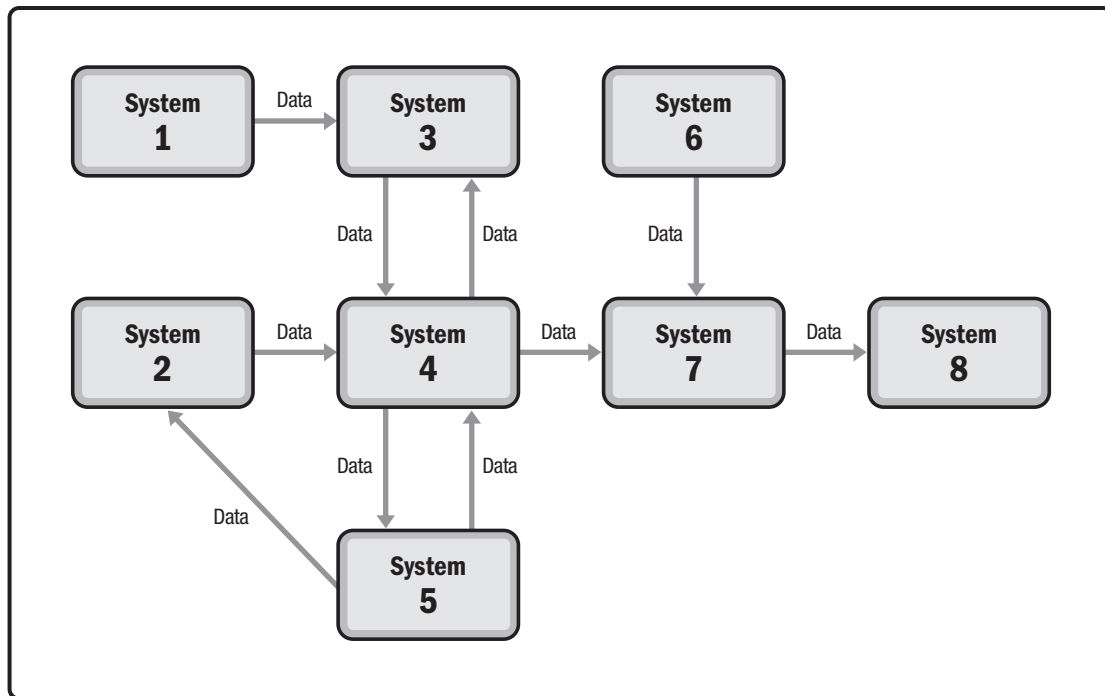 System
1
Data
System
3
System
6
Data
Data
Data
System
2
Data
System
4
Data
System
7
Data
System
8
Data
Data
Data
System
5